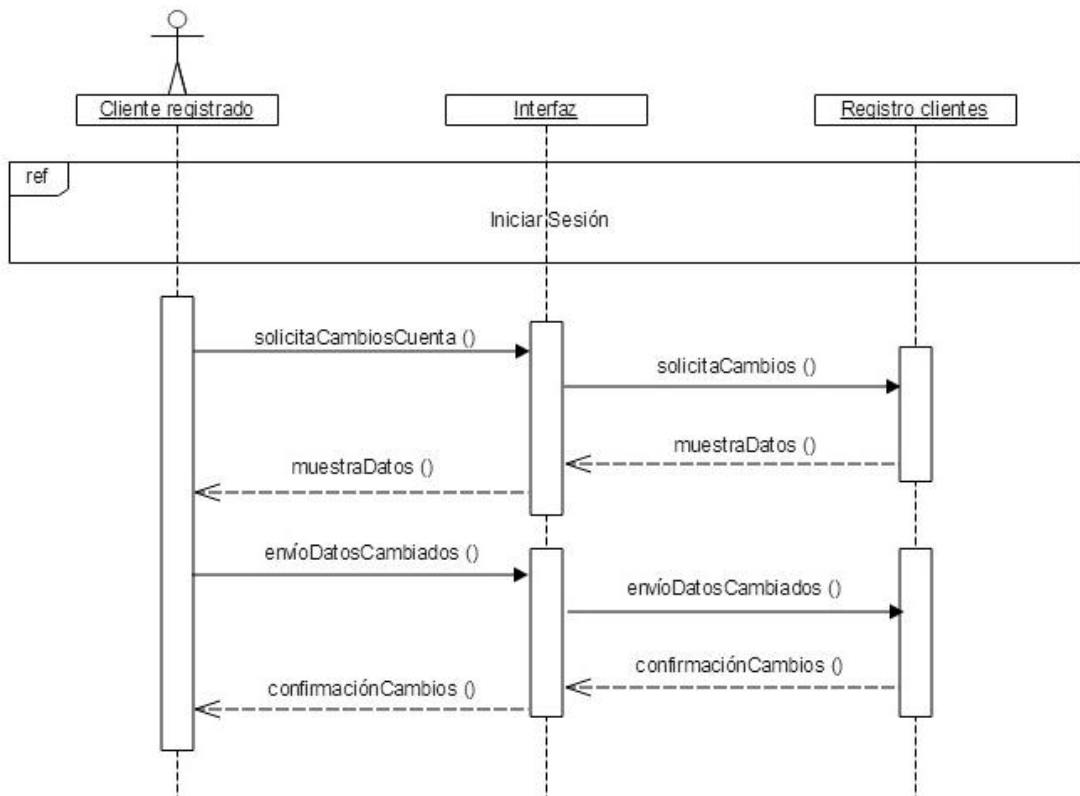 Cliente registrado
Interfaz
Registro clientes
ref
Iniciar Sesión
solicitaCambiosCuenta ()
solicitaCambios ()
muestraDatos ()
muestraDatos ()
envíoDatosCambiados ()
envíoDatosCambiados ()
confirmaciónCambios ()
confirmaciónCambios ()